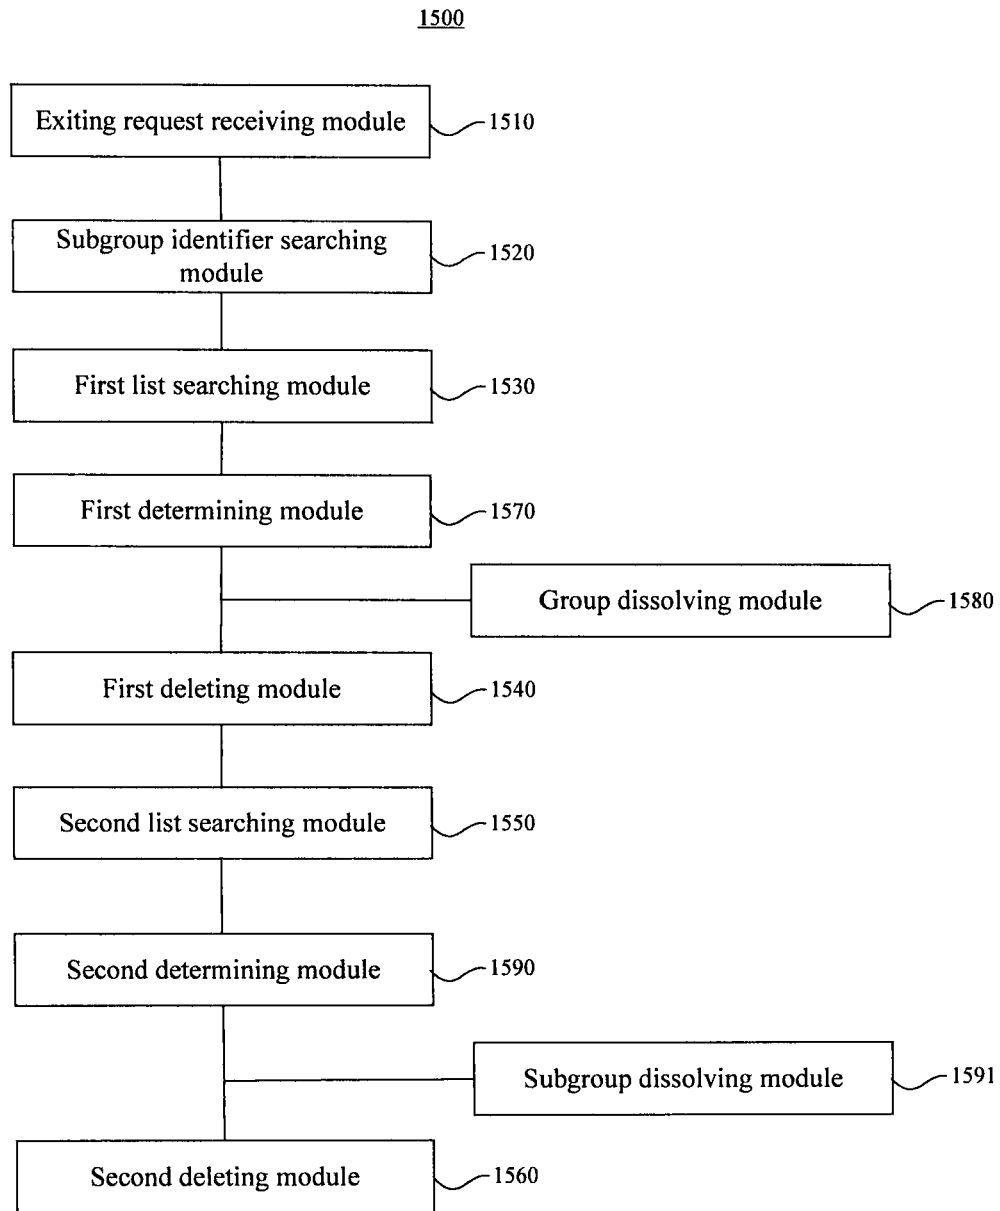 1500
Exiting request receiving module
1510
Subgroup identifier searching
module
1520
First list searching module
1530
First determining module
1570
Group dissolving module
1580
First deleting module
1540
Second list searching module
1550
Second determining module
1590
Subgroup dissolving module
1591
Second deleting module
1560